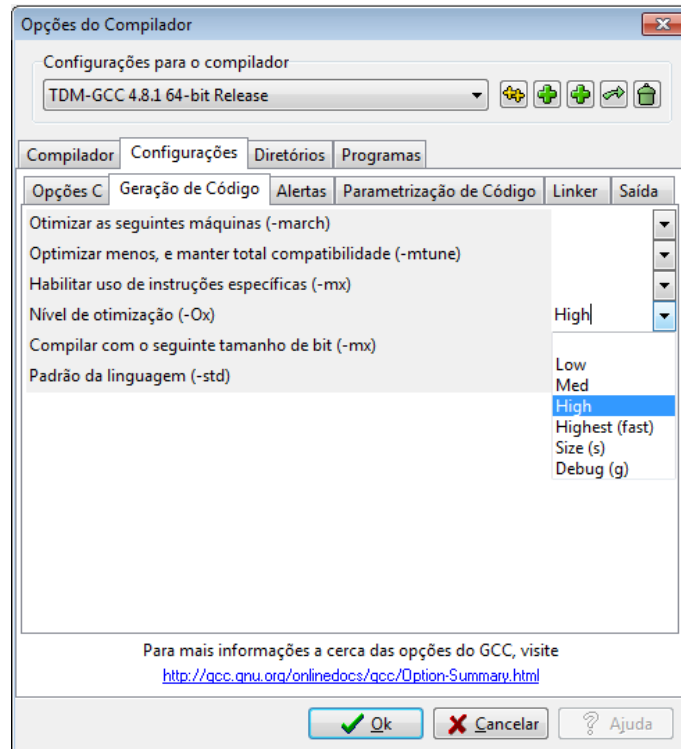 Opções do Compilador
Configurações para o compilador
TDM-GCC 4.8.1 64-bit Release
Compilador Configurações Diretórios Programas
Opções C Geração de Código Alertas Parametrização de Código Linker Saída
Otimizar as seguintes máquinas (-march)
Optimizar menos, e manter total compatibilidade (-mtune)
Habilitar uso de instruções específicas (-mx)
Nível de otimização (-Ox) High
Compilar com o seguinte tamanho de bit (-mx)
Padrão da linguagem (-std)
Low
Med
High
Highest (fast)
Size (s)
Debug (g)
Para mais informações a cerca das opções do GCC, visite
http://gcc.gnu.org/onlinedocs/gcc/Option-Summary.html
Ok Cancelar Ajuda